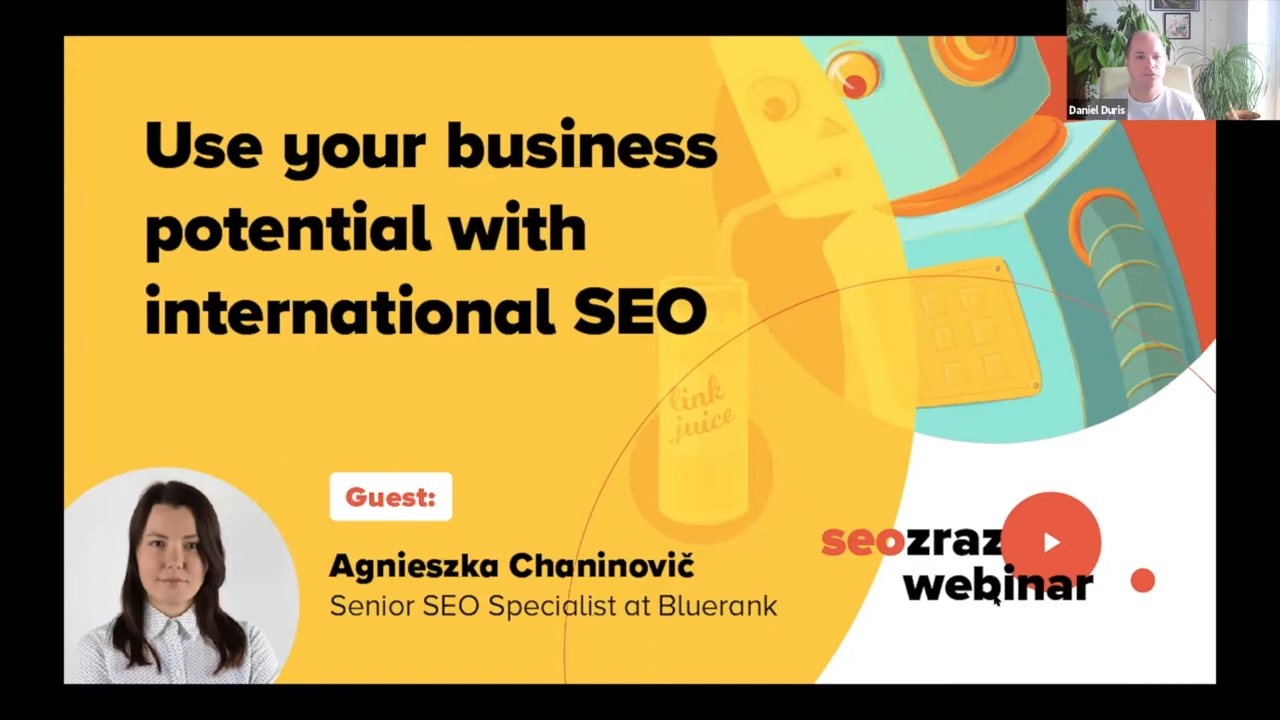 Daniel Duris
Use your business
potential with
international SEO
link
juice
Guest:
Agnieszka Chaninovič
Senior SEO Specialist at Bluerank
seozraz
webinar